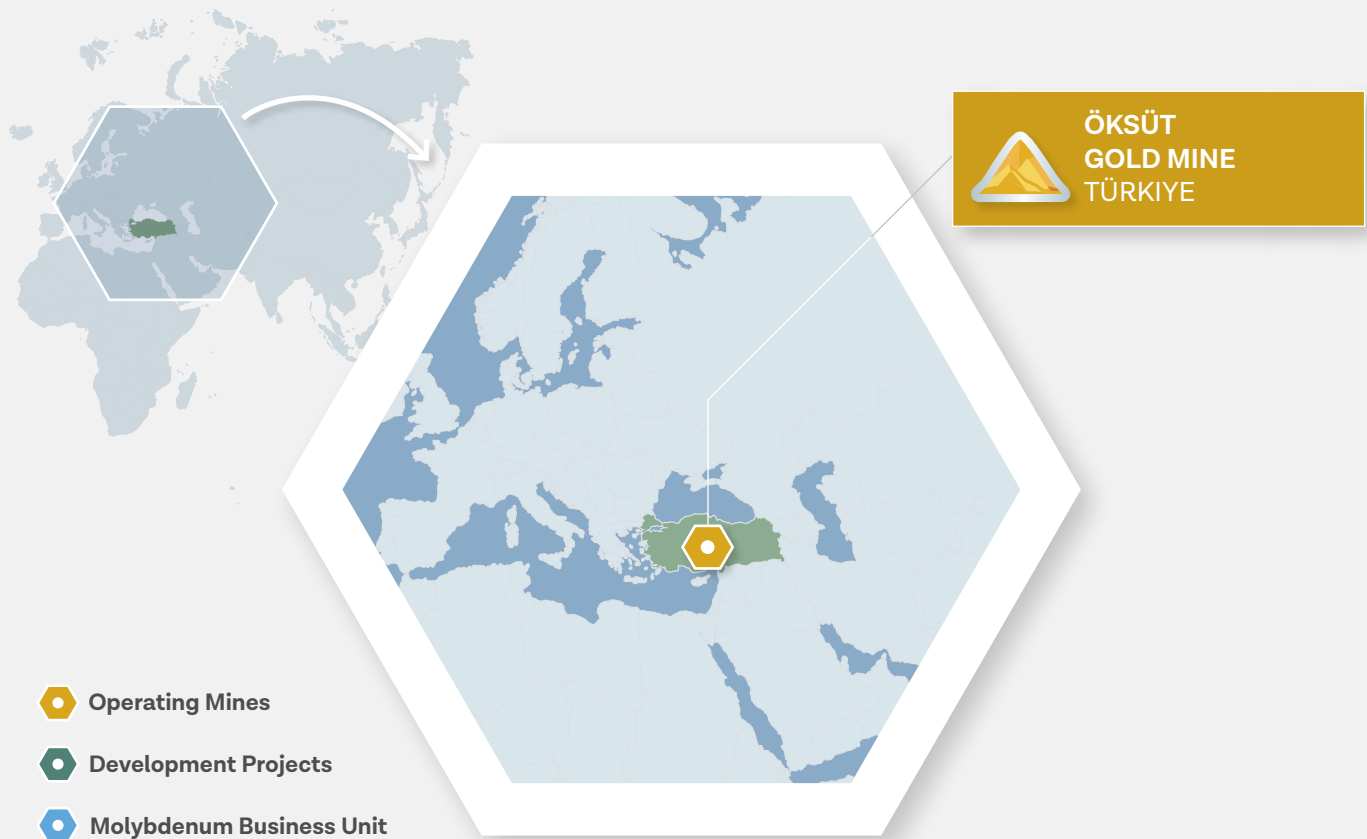 ÖKSÜT
GOLD MINE
TÜRKIYE
Operating Mines
Development Projects
Molybdenum Business Unit